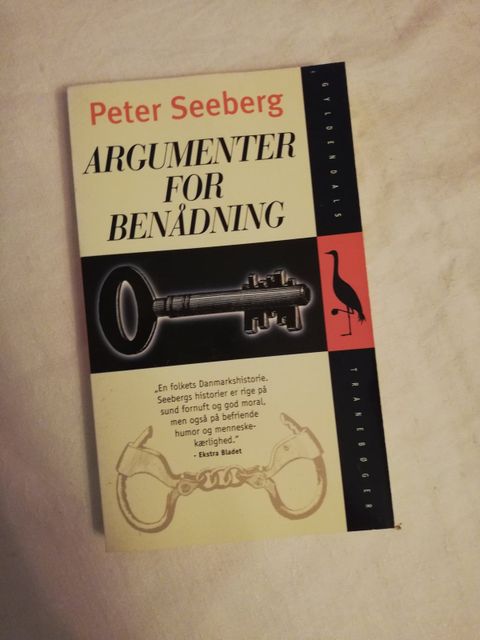 Peter Seeberg
ARGUMENTER
FOR
BENÅDNING
„En folkets Danmarkshistorie.
Seebergs historier er rige på
sund fornuft og god moral,
men også på befriende
humor og menneske-
kærlighed.”
- Ekstra Bladet
GYLDENDALS
TRANEBØGER